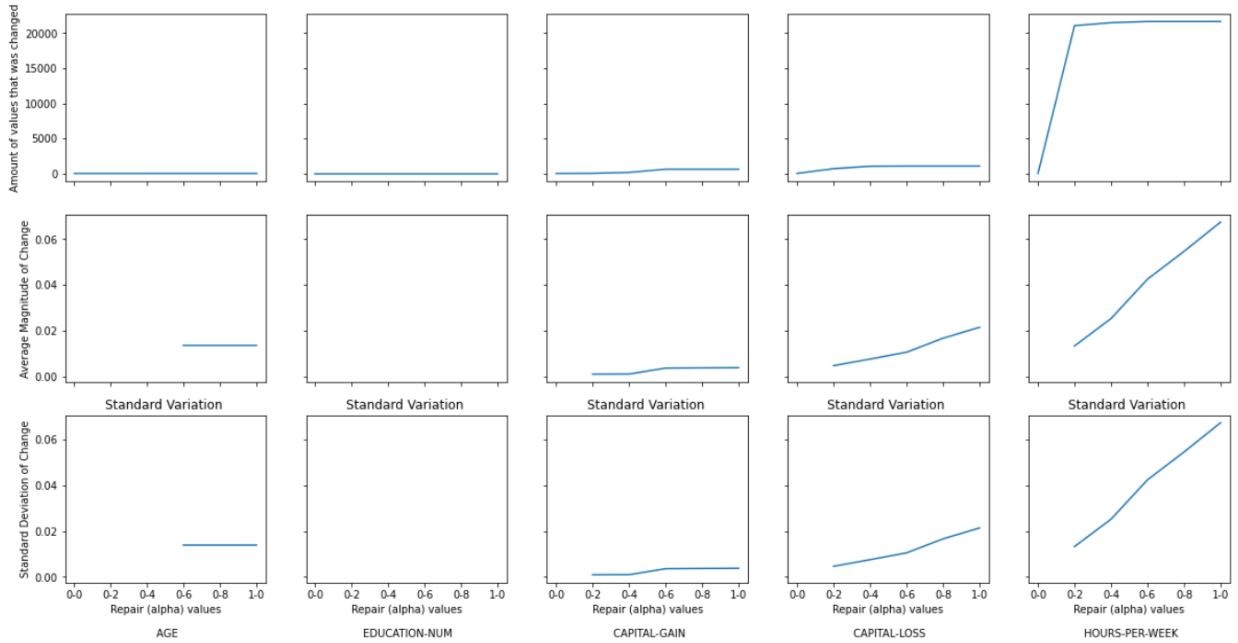 Amount of values that was changed
20000
15000
10000
5000
0
Average Magnitude of Change
0.06
0.04
0.02
0.00
Standard Variation Standard Variation Standard Variation Standard Variation Standard Variation
Standard Deviation of Change
0.06
0.04
0.02
0.00
0-0 0-2 0-4 0-6 0-8 1-0 0-0 0-2 0-4 0-6 0-8 1-0 0-0 0-2 0-4 0-6 0-8 1-0 0-0 0-2 0-4 0-6 0-8 1-0 0-0 0-2 0-4 0-6 0-8 1-0
Repair (alpha) values Repair (alpha) values Repair (alpha) values Repair (alpha) values Repair (alpha) values
AGE EDUCATION-NUM CAPITAL-GAIN CAPITAL-LOSS HOURS-PER-WEEK